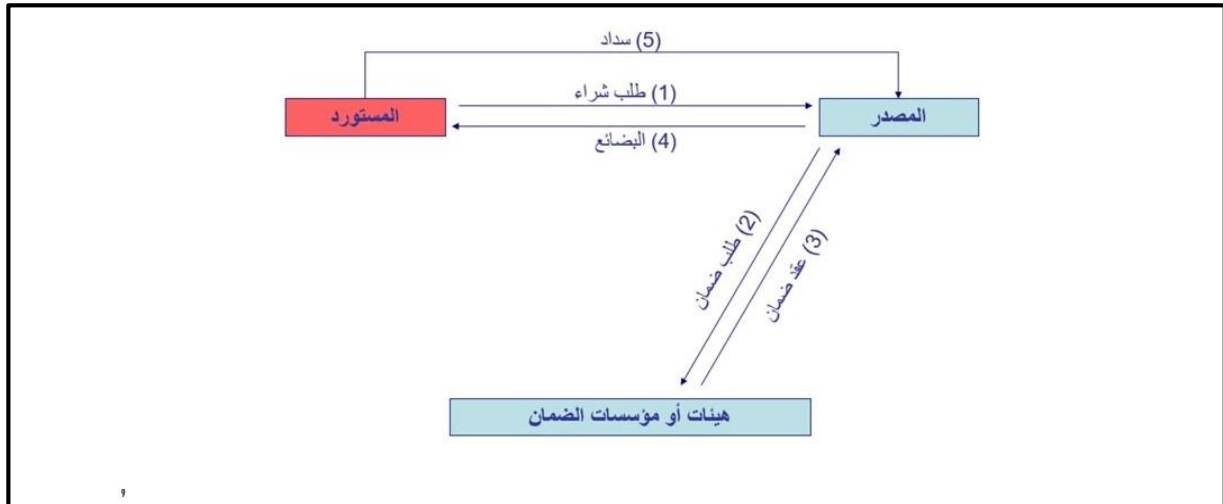 (5) سداد
(1) طلب شراء
المستورد
المصدر
(4) البضائع
(2) طلب ضمان
(3) عقد ضمان
هيئات أو مؤسسات الضمان
و